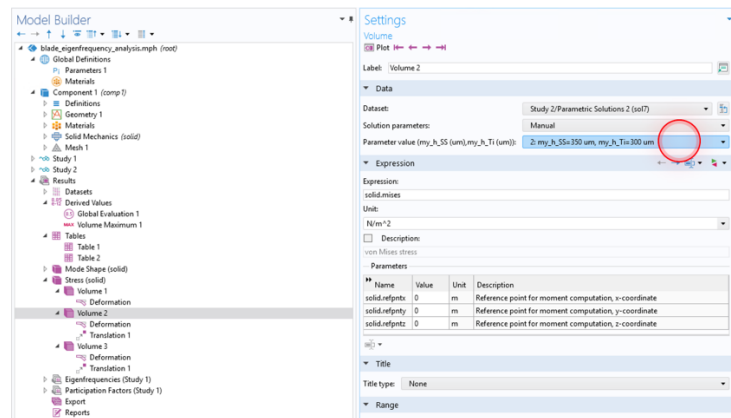 Model Builder
blade_eigenfrequency_analysis.mph (root)
Global Definitions
Pi Parameters 1
Materials
Component 1 (comp1)
Definitions
Geometry 1
Materials
Solid Mechanics (solid)
Mesh 1
Study 1
Study 2
Results
Datasets
Derived Values
Global Evaluation 1
MAX Volume Maximum 1
Tables
Table 1
Table 2
Mode Shape (solid)
Stress (solid)
Volume 1
Deformation
Volume 2
Deformation
Translation 1
Volume 3
Deformation
Translation 1
Eigenfrequencies (Study 1)
Participation Factors (Study 1)
Export
Reports
Settings
Volume
Plot
Label: Volume 2
Data
Dataset: Study 2/Parametric Solutions 2 (sol7)
Solution parameters: Manual
Parameter value (my_h_SS (um),my_h_Ti (um)): 2: my_h_SS=350 um, my_h_Ti=300 um
Expression
Expression:
solid.mises
Unit:
N/m^2
Description:
von Mises stress
Parameters
Name Value Unit Description
solid.refpntx 0 m Reference point for moment computation, x-coordinate
solid.refpnty 0 m Reference point for moment computation, y-coordinate
solid.refpntz 0 m Reference point for moment computation, z-coordinate
Title
Title type: None
Range